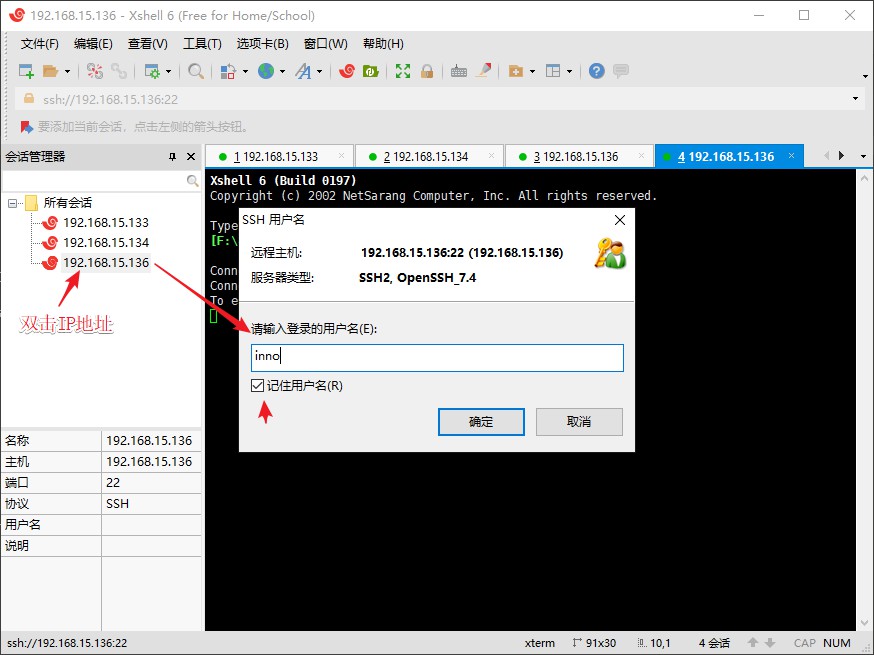 192.168.15.136 - Xshell 6 (Free for Home/School)
文件(F) 编辑(E) 查看(V) 工具(T) 选项卡(B) 窗口(W) 帮助(H)
ssh://192.168.15.136:22
要添加当前会话，点击左侧的箭头按钮。
会话管理器
1 192.168.15.133
2 192.168.15.134
3 192.168.15.136
4 192.168.15.136
所有会话
192.168.15.133
192.168.15.134
192.168.15.136
双击IP地址
Xshell 6 (Build 0197)
Copyright (c) 2002 NetSarang Computer, Inc. All rights reserved.
Type
[F:\
Conn
Conn
To e
SSH 用户名
远程主机: 192.168.15.136:22 (192.168.15.136)
服务器类型: SSH2, OpenSSH_7.4
请输入登录的用户名(E):
inno
记住用户名(R)
确定 取消
名称 192.168.15.136
主机 192.168.15.136
端口 22
协议 SSH
用户名
说明
ssh://192.168.15.136:22 xterm 91x30 10,1 4 会话 CAP NUM